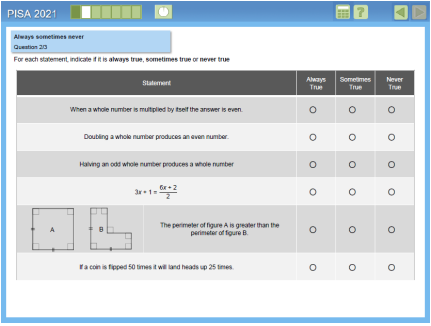 PISA 2021
?
Always sometimes never
Question 2/3
For each statement, indicate if it is always true, sometimes true or never true
Statement
Always True
Sometimes True
Never True
When a whole number is multiplied by itself the answer is even.
Doubling a whole number produces an even number.
Halving an odd whole number produces a whole number
3x + 1 = (6x + 2)/2
A
B
The perimeter of figure A is greater than the
perimeter of figure B.
If a coin is flipped 50 times it will land heads up 25 times.